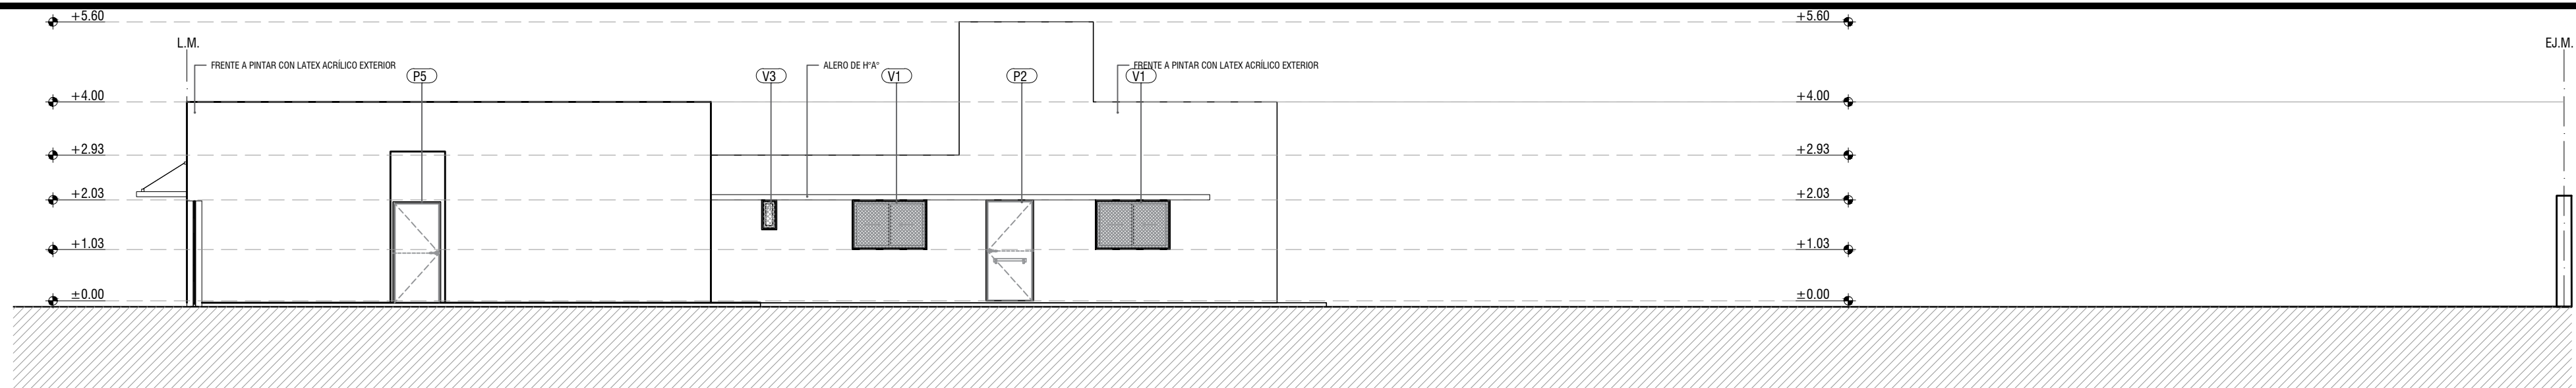 +5.60
+5.60
L.M.
EJ.M.
FRENTE A PINTAR CON LATEX ACRÍLICO EXTERIOR
ALERO DE HºAº
FRENTE A PINTAR CON LATEX ACRÍLICO EXTERIOR
P5
V3
V1
P2
V1
+4.00
+4.00
+2.93
+2.93
+2.03
+2.03
+1.03
+1.03
±0.00
±0.00